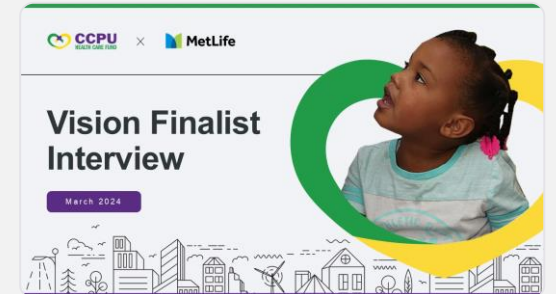 CCPU
HEALTH CARE FUND
×
MetLife
Vision Finalist
Interview
March 2024